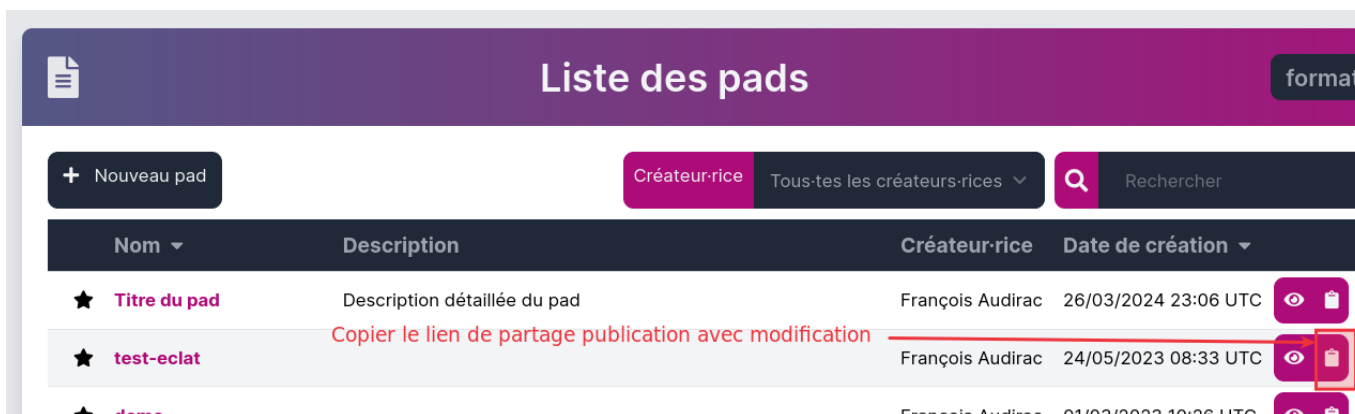 Liste des pads
format
Nouveau pad
Créateur·rice
Tous·tes les créateurs·rices
Rechercher
Nom
Description
Créateur·rice
Date de création
Titre du pad
Description détaillée du pad
François Audirac
26/03/2024 23:06 UTC
Copier le lien de partage publication avec modification
test-eclat
François Audirac
24/05/2023 08:33 UTC